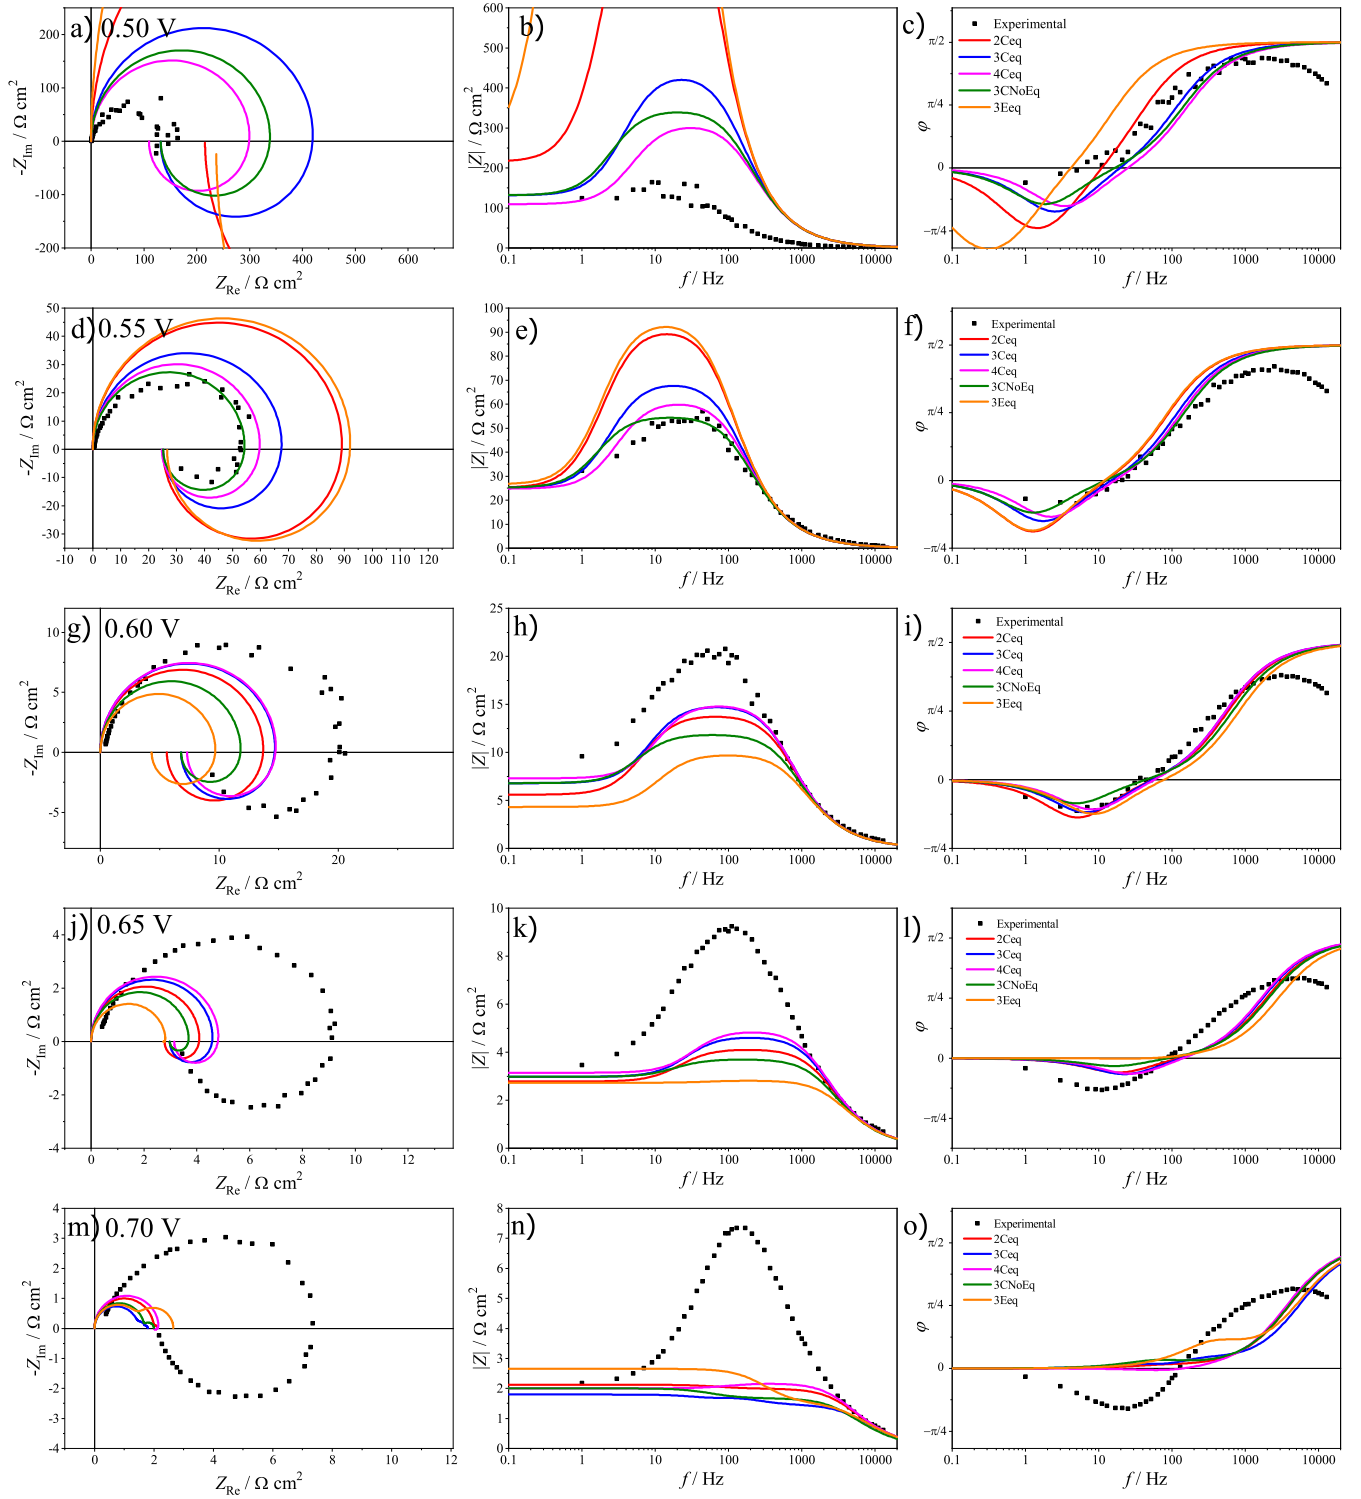 a) 0.50 V
200
100
0
-100
-200
0 100 200 300 400 500 600
-ZIm / Ω cm2
ZRe / Ω cm2
b)
600
500
400
300
200
100
0
0.1 1 10 100 1000 10000
|Z| / Ω cm2
f / Hz
c)
Experimental
2Ceq
3Ceq
4Ceq
3CNoEq
3Eeq
π/2
π/4
0
−π/4
0.1 1 10 100 1000 10000
φ
f / Hz
d) 0.55 V
50
40
30
20
10
0
-10
-20
-30
-10 0 10 20 30 40 50 60 70 80 90 100 120
-ZIm / Ω cm2
ZRe / Ω cm2
e)
100
90
80
70
60
50
40
30
20
10
0
0.1 1 10 100 1000 10000
|Z| / Ω cm2
f / Hz
f)
Experimental
2Ceq
3Ceq
4Ceq
3CNoEq
3Eeq
π/2
π/4
0
−π/4
0.1 1 10 100 1000 10000
φ
f / Hz
g) 0.60 V
10
5
0
-5
0 10 20
-ZIm / Ω cm2
ZRe / Ω cm2
h)
25
20
15
10
5
0
0.1 1 10 100 1000 10000
|Z| / Ω cm2
f / Hz
i)
Experimental
2Ceq
3Ceq
4Ceq
3CNoEq
3Eeq
π/2
π/4
0
−π/4
0.1 1 10 100 1000 10000
φ
f / Hz
j) 0.65 V
4
2
0
-2
-4
0 2 4 6 8 10 12
-ZIm / Ω cm2
ZRe / Ω cm2
k)
10
8
6
4
2
0
0.1 1 10 100 1000 10000
|Z| / Ω cm2
f / Hz
l)
Experimental
2Ceq
3Ceq
4Ceq
3CNoEq
3Eeq
π/2
π/4
0
−π/4
0.1 1 10 100 1000 10000
φ
f / Hz
m) 0.70 V
4
3
2
1
0
-1
-2
-3
-4
0 2 4 6 8 10 12
-ZIm / Ω cm2
ZRe / Ω cm2
n)
8
7
6
5
4
3
2
1
0
0.1 1 10 100 1000 10000
|Z| / Ω cm2
f / Hz
o)
Experimental
2Ceq
3Ceq
4Ceq
3CNoEq
3Eeq
π/2
π/4
0
−π/4
0.1 1 10 100 1000 10000
φ
f / Hz